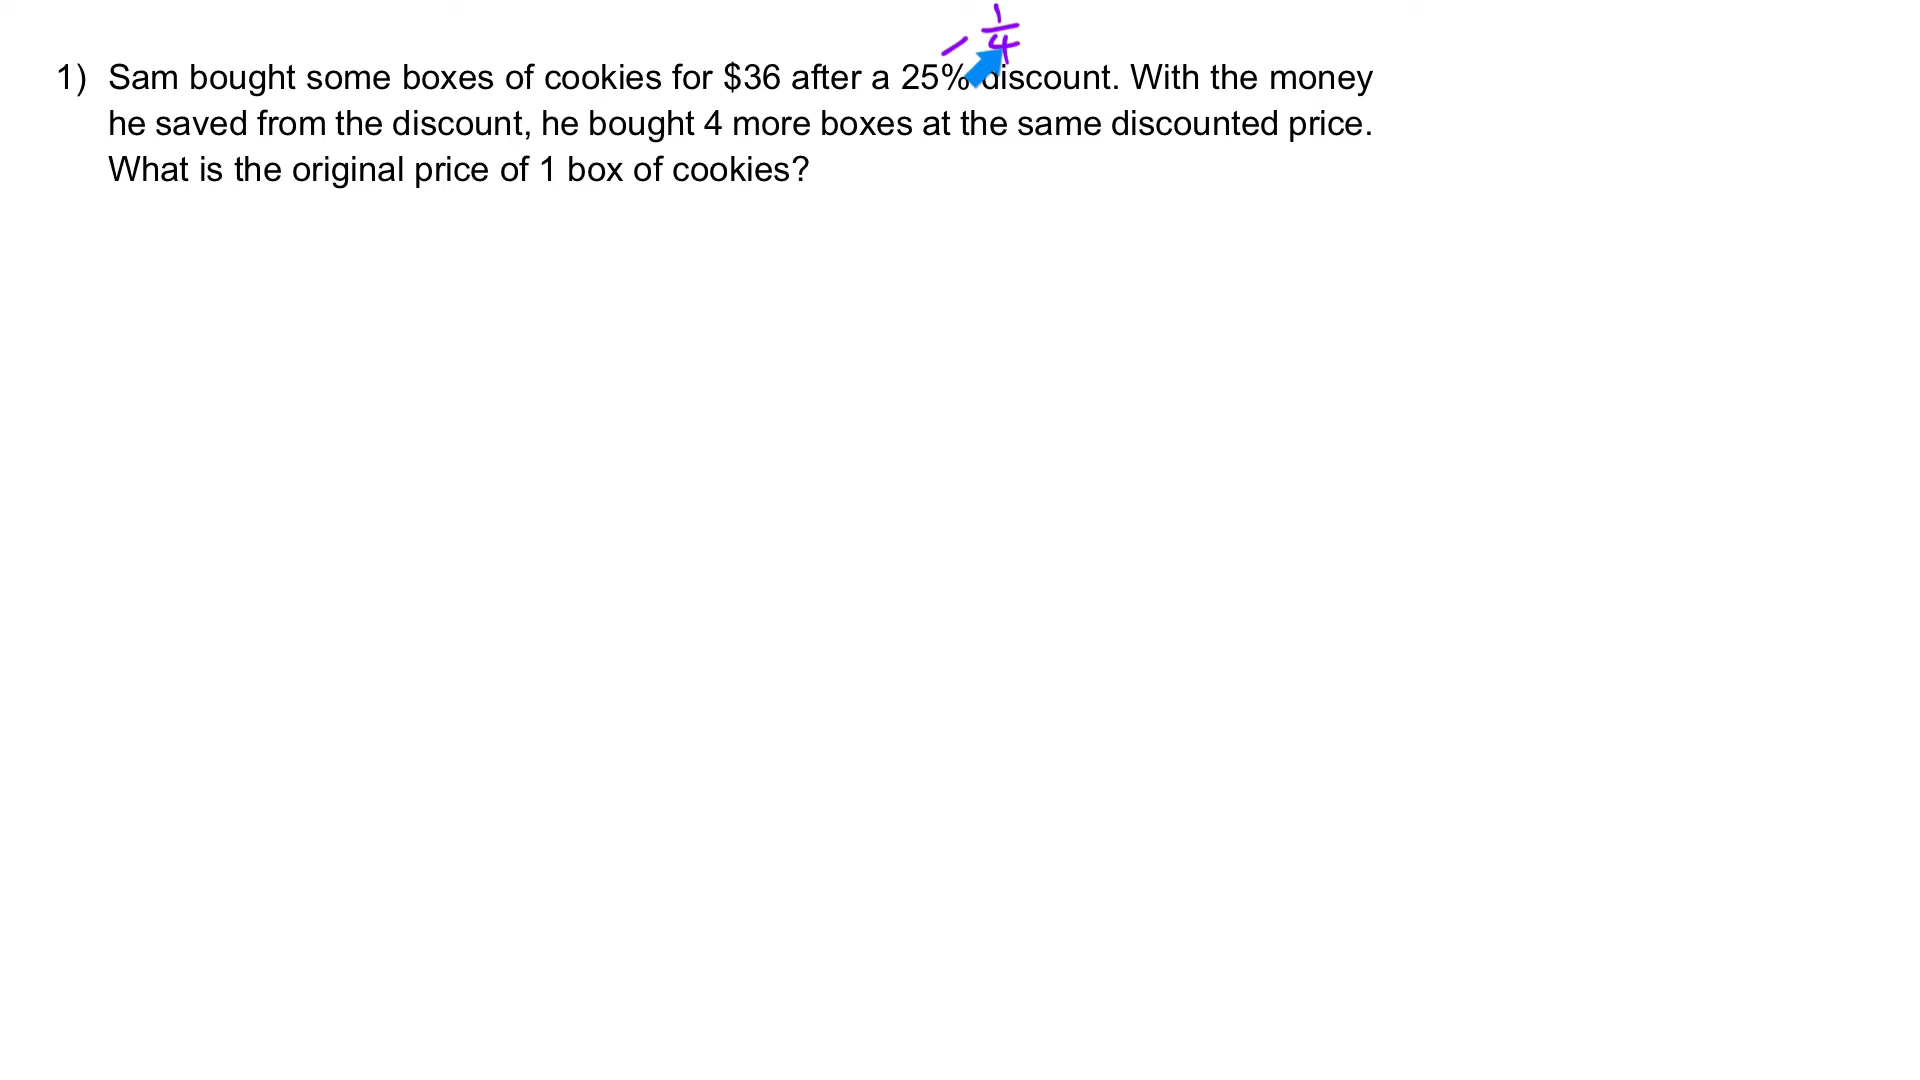 - 1/4
1) Sam bought some boxes of cookies for $36 after a 25% discount. With the money
he saved from the discount, he bought 4 more boxes at the same discounted price.
What is the original price of 1 box of cookies?